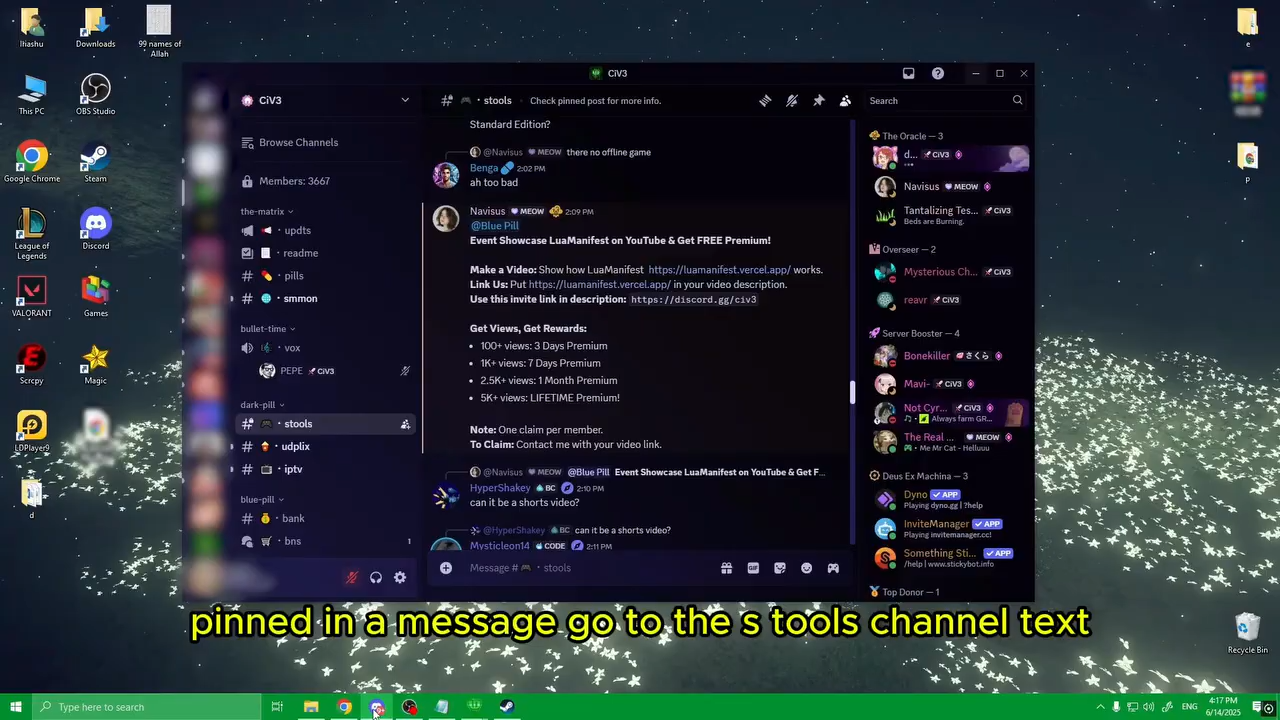 Itashu
Downloads
99 names of
Allah
This PC
OBS Studio
Google Chrome
Steam
League of
Legends
Discord
VALORANT
Games
Scrcpy
Magic
LDPlayer9
d
e
p
Recycle Bin
CiV3
CiV3
Browse Channels
Members: 3667
the-matrix
updts
readme
pills
smmon
bullet-time
vox
PEPE CiV3
dark-pill
stools
udplix
iptv
blue-pill
bank
bns 1
stools Check pinned post for more info.
Standard Edition?
@Navisus MEOW there no offline game
Benga 2:02 PM
ah too bad
Navisus MEOW 2:09 PM
@Blue Pill
Event Showcase LuaManifest on YouTube & Get FREE Premium!
Make a Video: Show how LuaManifest https://luamanifest.vercel.app/ works.
Link Us: Put https://luamanifest.vercel.app/ in your video description.
Use this invite link in description: https://discord.gg/civ3
Get Views, Get Rewards:
• 100+ views: 3 Days Premium
• 1K+ views: 7 Days Premium
• 2.5K+ views: 1 Month Premium
• 5K+ views: LIFETIME Premium!
Note: One claim per member.
To Claim: Contact me with your video link.
@Navisus MEOW @Blue Pill Event Showcase LuaManifest on YouTube & Get F...
HyperShakey BC 2:10 PM
can it be a shorts video?
@HyperShakey BC can it be a shorts video?
Mysticleon14 CODE 2:11 PM
Message # stools
GIF
Search
The Oracle — 3
d... CiV3
Navisus MEOW
Tantalizing Tes... CiV3
Beds are Burning.
Overseer — 2
Mysterious Ch... CiV3
reavr CiV3
Server Booster — 4
Bonekiller さくら
Mavi- CiV3
Not Cyr... CiV3
Always farm GR...
The Real ... MEOW
Me Mr Cat - Helluuu
Deus Ex Machina — 3
Dyno APP
Playing dyno.gg | ?help
InviteManager APP
Playing invitemanager.cc!
Something Sti... APP
/help | www.stickybot.info
Top Donor — 1
pinned in a message go to the s tools channel text
Type here to search
ENG
4:17 PM
6/14/2025